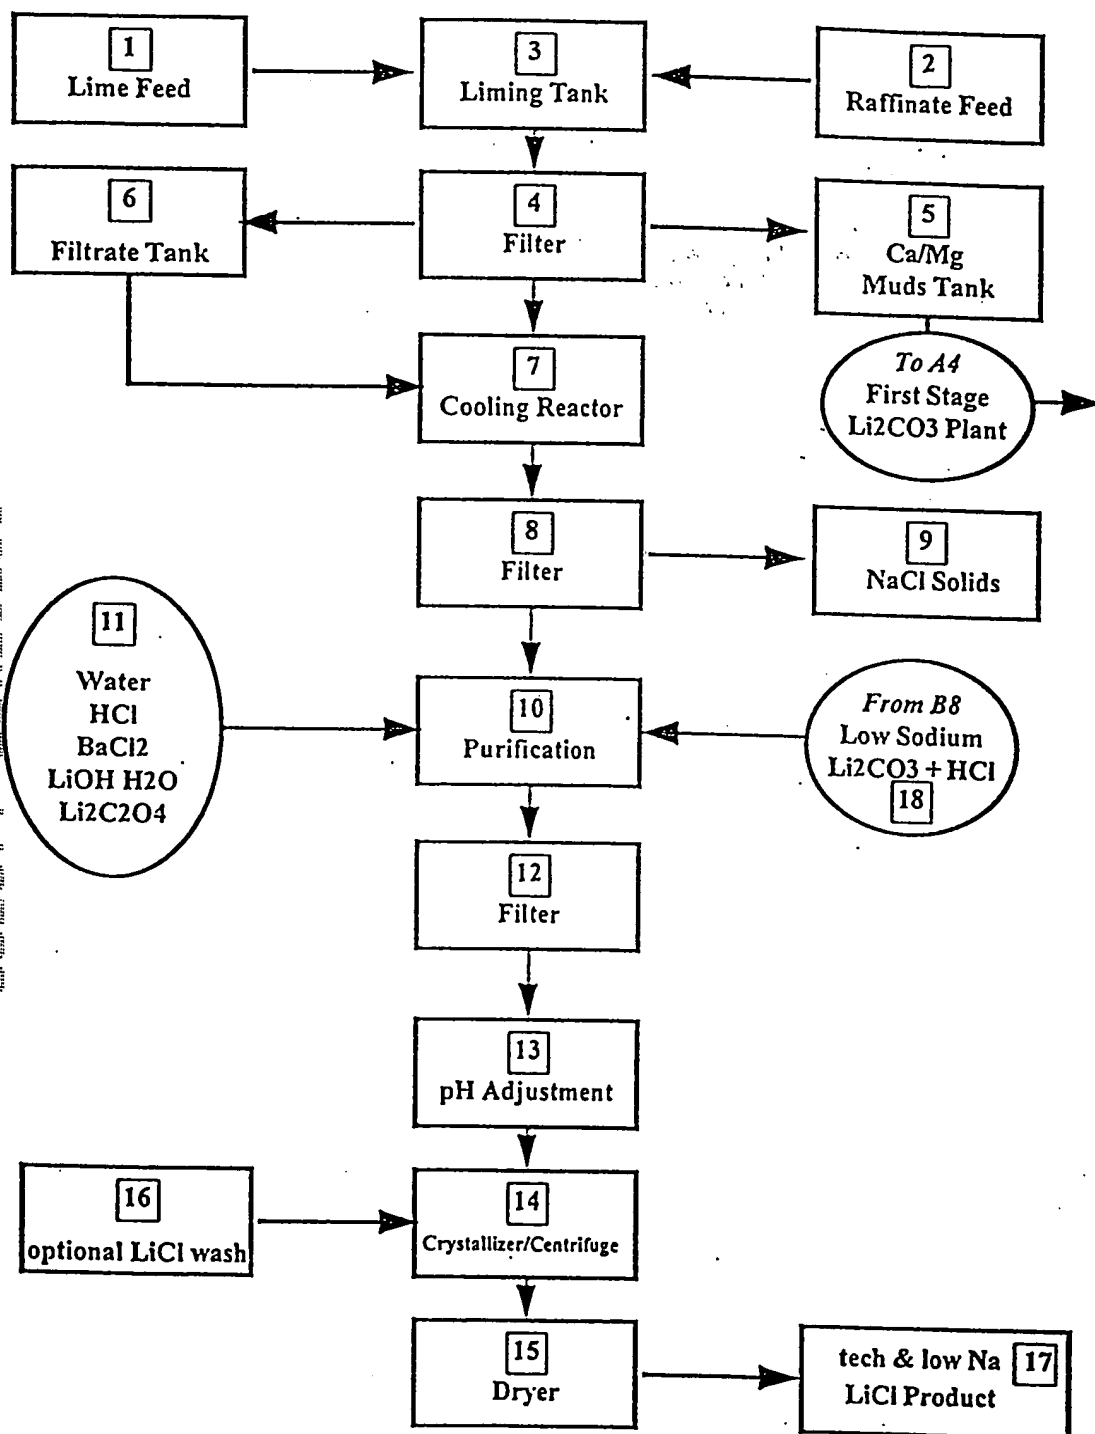 1
Lime Feed
3
Liming Tank
2
Raffinate Feed
6
Filtrate Tank
4
Filter
5
Ca/Mg
Muds Tank
7
Cooling Reactor
To A4
First Stage
Li2CO3 Plant
8
Filter
9
NaCl Solids
11
Water
HCl
BaCl2
LiOH H2O
Li2C2O4
10
Purification
From B8
Low Sodium
Li2CO3 + HCl
18
12
Filter
13
pH Adjustment
16
optional LiCl wash
14
Crystallizer/Centrifuge
15
Dryer
tech & low Na 17
LiCl Product